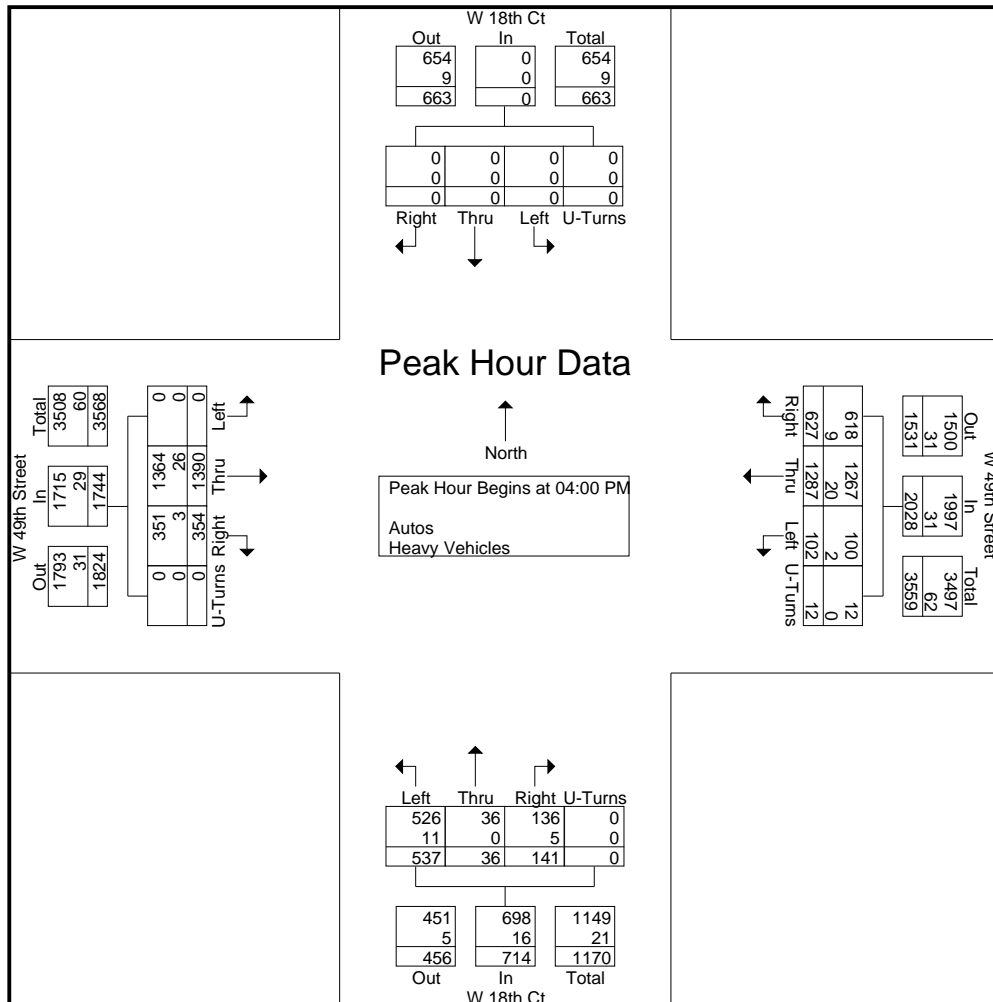 W 18th Ct
Out In Total
654 0 654
9 0 9
663 0 663
0 0 0 0
0 0 0 0
0 0 0 0
Right Thru Left U-Turns
Peak Hour Data
North
Peak Hour Begins at 04:00 PM
Autos
Heavy Vehicles
W 49th Street
Total In Out
3508 1715 1793
60 29 31
3568 1744 1824
0 1364 351 0
0 26 3 0
0 1390 354 0
Left Thru Right U-Turns
W 49th Street
Out In Total
1500 1997 3497
31 31 62
1531 2028 3559
618 1267 100 12
9 20 2 0
627 1287 102 12
Right Thru Left U-Turns
Left Thru Right U-Turns
526 36 136 0
11 0 5 0
537 36 141 0
451 698 1149
5 16 21
456 714 1170
Out In Total
W 18th Ct